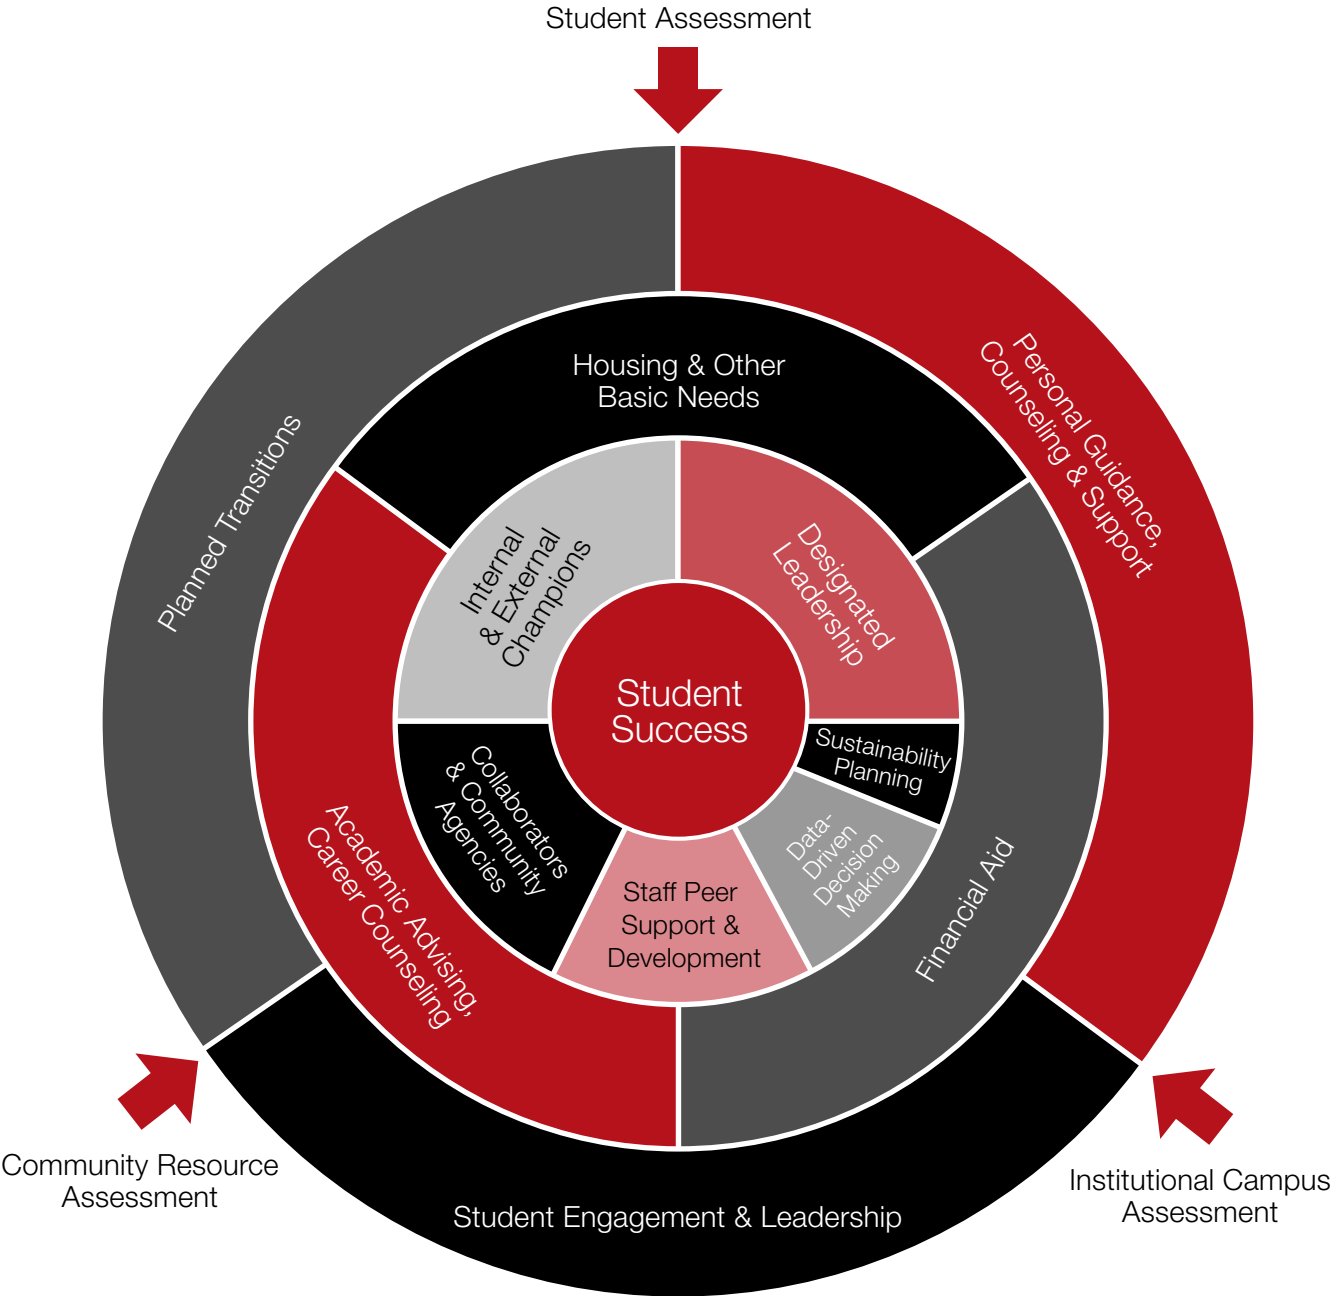 Student Assessment
Personal Guidance,
Counseling & Support
Housing & Other
Basic Needs
Planned Transitions
Internal
& External
Champions
Designated
Leadership
Student
Success
Sustainability
Planning
Collaborators
& Community
Agencies
Data-
Driven
Decision
Making
Staff Peer
Support &
Development
Academic Advising,
Career Counseling
Financial Aid
Community Resource
Assessment
Institutional Campus
Assessment
Student Engagement & Leadership